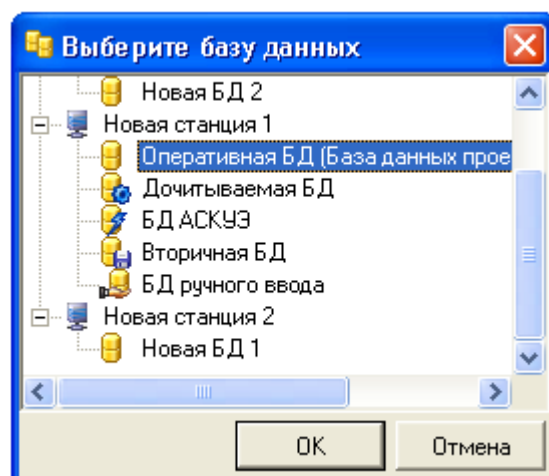 Выберите базу данных
Новая БД 2
Новая станция 1
Оперативная БД (База данных прое
Дочитываемая БД
БД АСКУЭ
Вторичная БД
БД ручного ввода
Новая станция 2
Новая БД 1
OK
Отмена